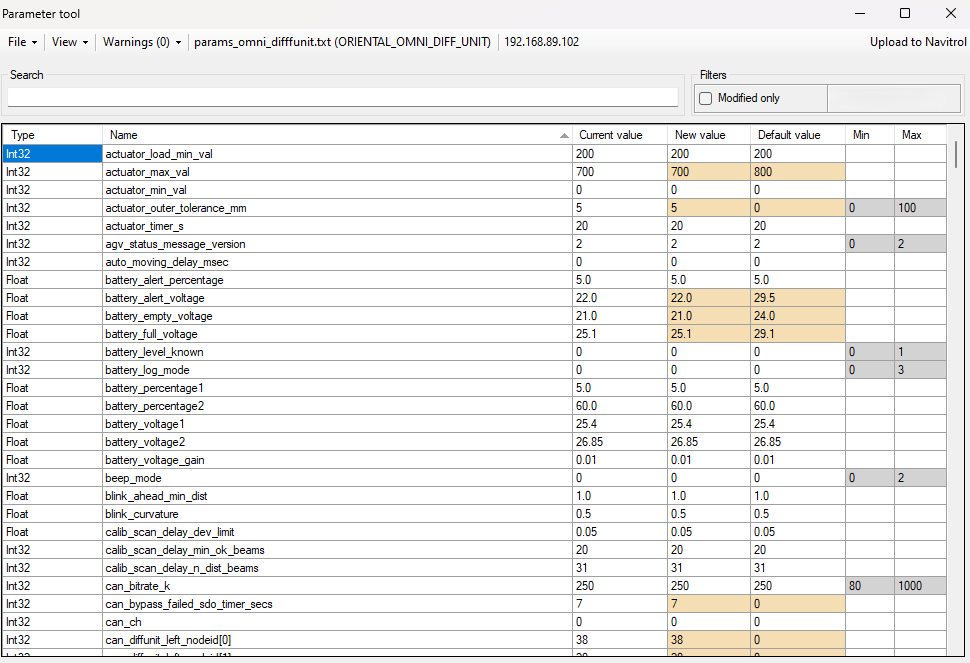 Parameter tool
File View Warnings (0) params_omni_difffunit.txt (ORIENTAL_OMNI_DIFF_UNIT) 192.168.89.102 Upload to Navitrol
Search Filters
Modified only
Type Name Current value New value Default value Min Max
Int32 actuator_load_min_val 200 200 200
Int32 actuator_max_val 700 700 800
Int32 actuator_min_val 0 0 0
Int32 actuator_outer_tolerance_mm 5 5 0 0 100
Int32 actuator_timer_s 20 20 20
Int32 agv_status_message_version 2 2 2 0 2
Int32 auto_moving_delay_msec 0 0 0
Float battery_alert_percentage 5.0 5.0 5.0
Float battery_alert_voltage 22.0 22.0 29.5
Float battery_empty_voltage 21.0 21.0 24.0
Float battery_full_voltage 25.1 25.1 29.1
Int32 battery_level_known 0 0 0 0 1
Int32 battery_log_mode 0 0 0 0 3
Float battery_percentage1 5.0 5.0 5.0
Float battery_percentage2 60.0 60.0 60.0
Float battery_voltage1 25.4 25.4 25.4
Float battery_voltage2 26.85 26.85 26.85
Float battery_voltage_gain 0.01 0.01 0.01
Int32 beep_mode 0 0 0 0 2
Float blink_ahead_min_dist 1.0 1.0 1.0
Float blink_curvature 0.5 0.5 0.5
Float calib_scan_delay_dev_limit 0.05 0.05 0.05
Int32 calib_scan_delay_min_ok_beams 20 20 20
Int32 calib_scan_delay_n_dist_beams 31 31 31
Int32 can_bitrate_k 250 250 250 80 1000
Int32 can_bypass_failed_sdo_timer_secs 7 7 0
Int32 can_ch 0 0 0
Int32 can_diffunit_left_nodeid[0] 38 38 0